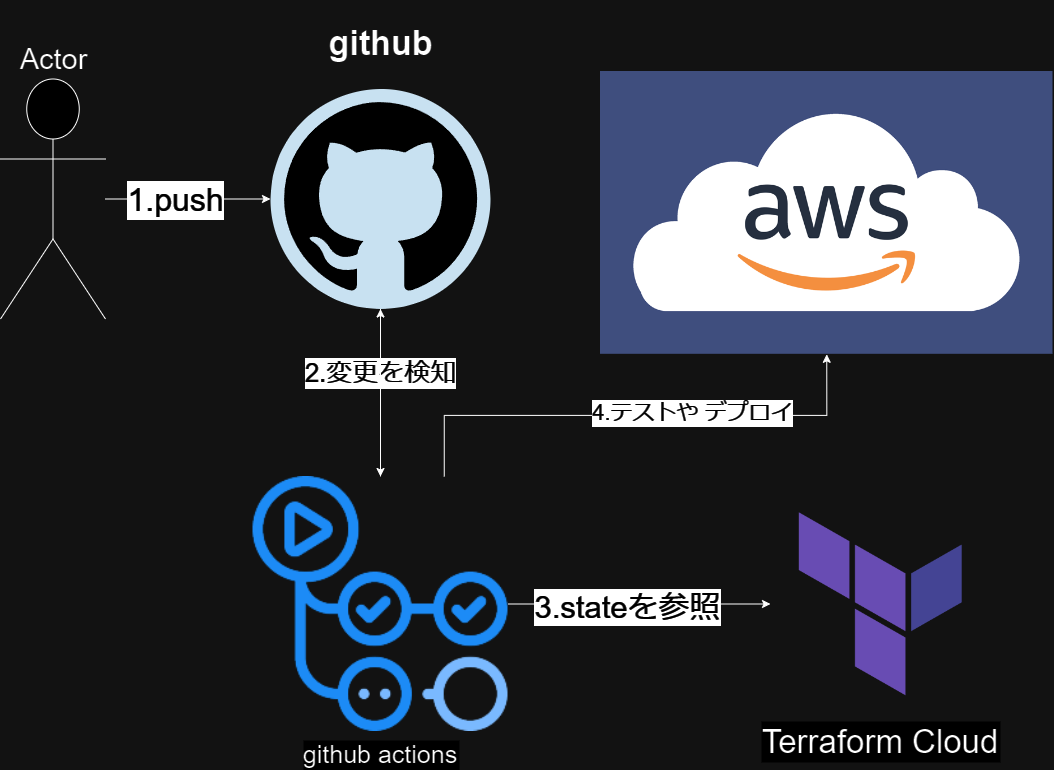 github
Actor
aws
1.push
2.変更を検知
4.テストや デプロイ
3.stateを参照
Terraform Cloud
github actions